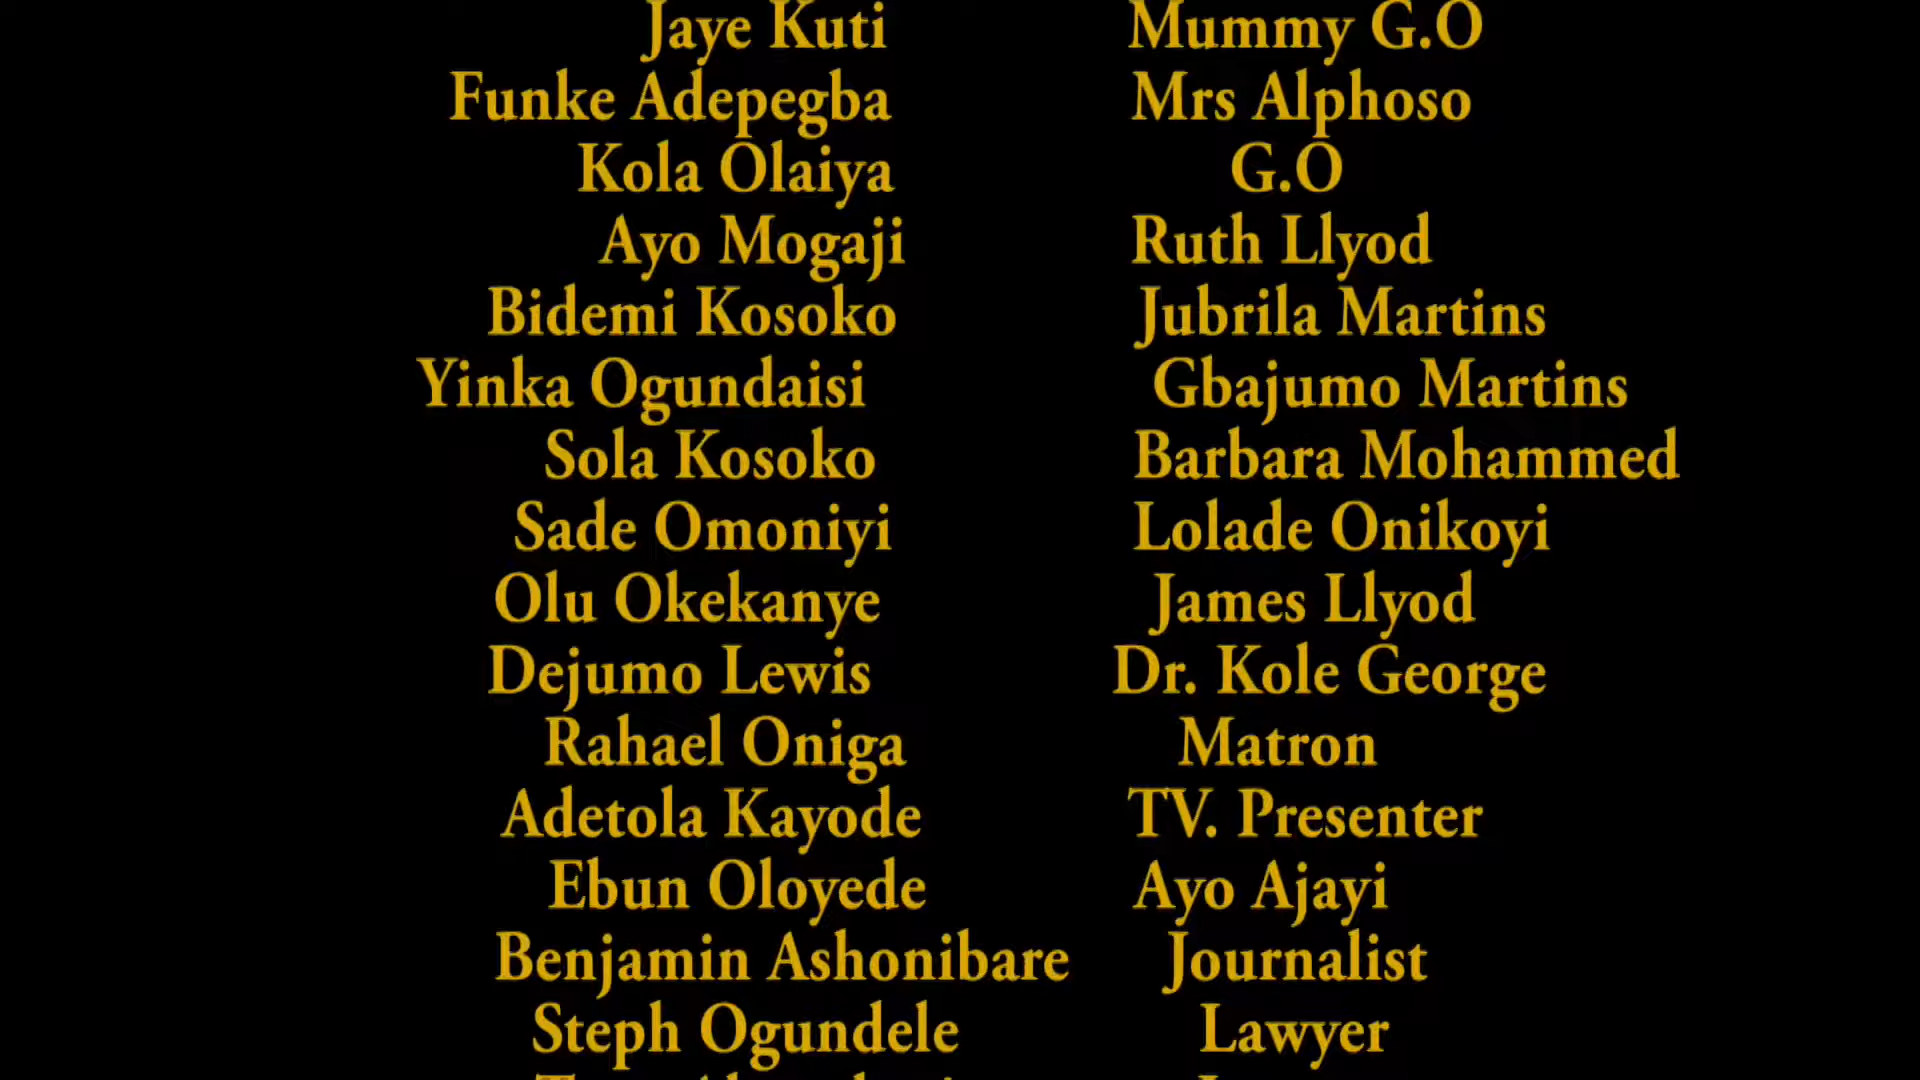 Jaye Kuti Mummy G.O
Funke Adepegba Mrs Alphoso
Kola Olaiya G.O
Ayo Mogaji Ruth Llyod
Bidemi Kosoko Jubrila Martins
Yinka Ogundaisi Gbajumo Martins
Sola Kosoko Barbara Mohammed
Sade Omoniyi Lolade Onikoyi
Olu Okekanye James Llyod
Dejumo Lewis Dr. Kole George
Rahael Oniga Matron
Adetola Kayode TV. Presenter
Ebun Oloyede Ayo Ajayi
Benjamin Ashonibare Journalist
Steph Ogundele Lawyer